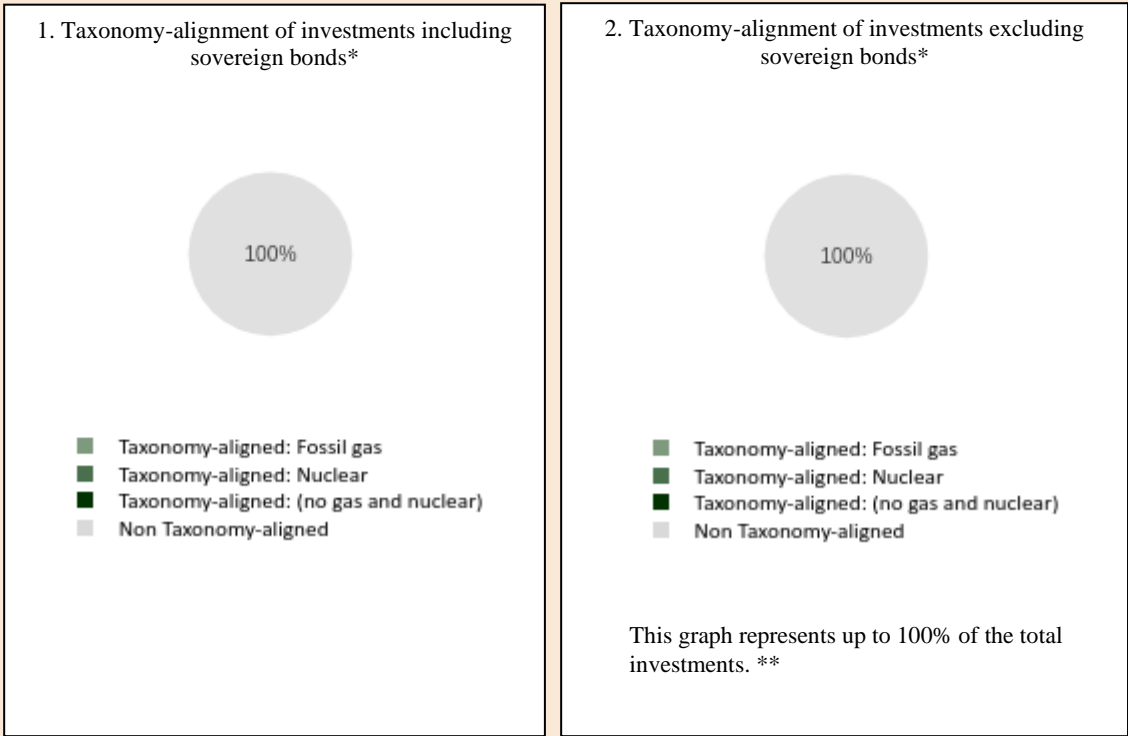 1. Taxonomy-alignment of investments including
sovereign bonds*
100%
Taxonomy-aligned: Fossil gas
Taxonomy-aligned: Nuclear
Taxonomy-aligned: (no gas and nuclear)
Non Taxonomy-aligned
2. Taxonomy-alignment of investments excluding
sovereign bonds*
100%
Taxonomy-aligned: Fossil gas
Taxonomy-aligned: Nuclear
Taxonomy-aligned: (no gas and nuclear)
Non Taxonomy-aligned
This graph represents up to 100% of the total
investments. **